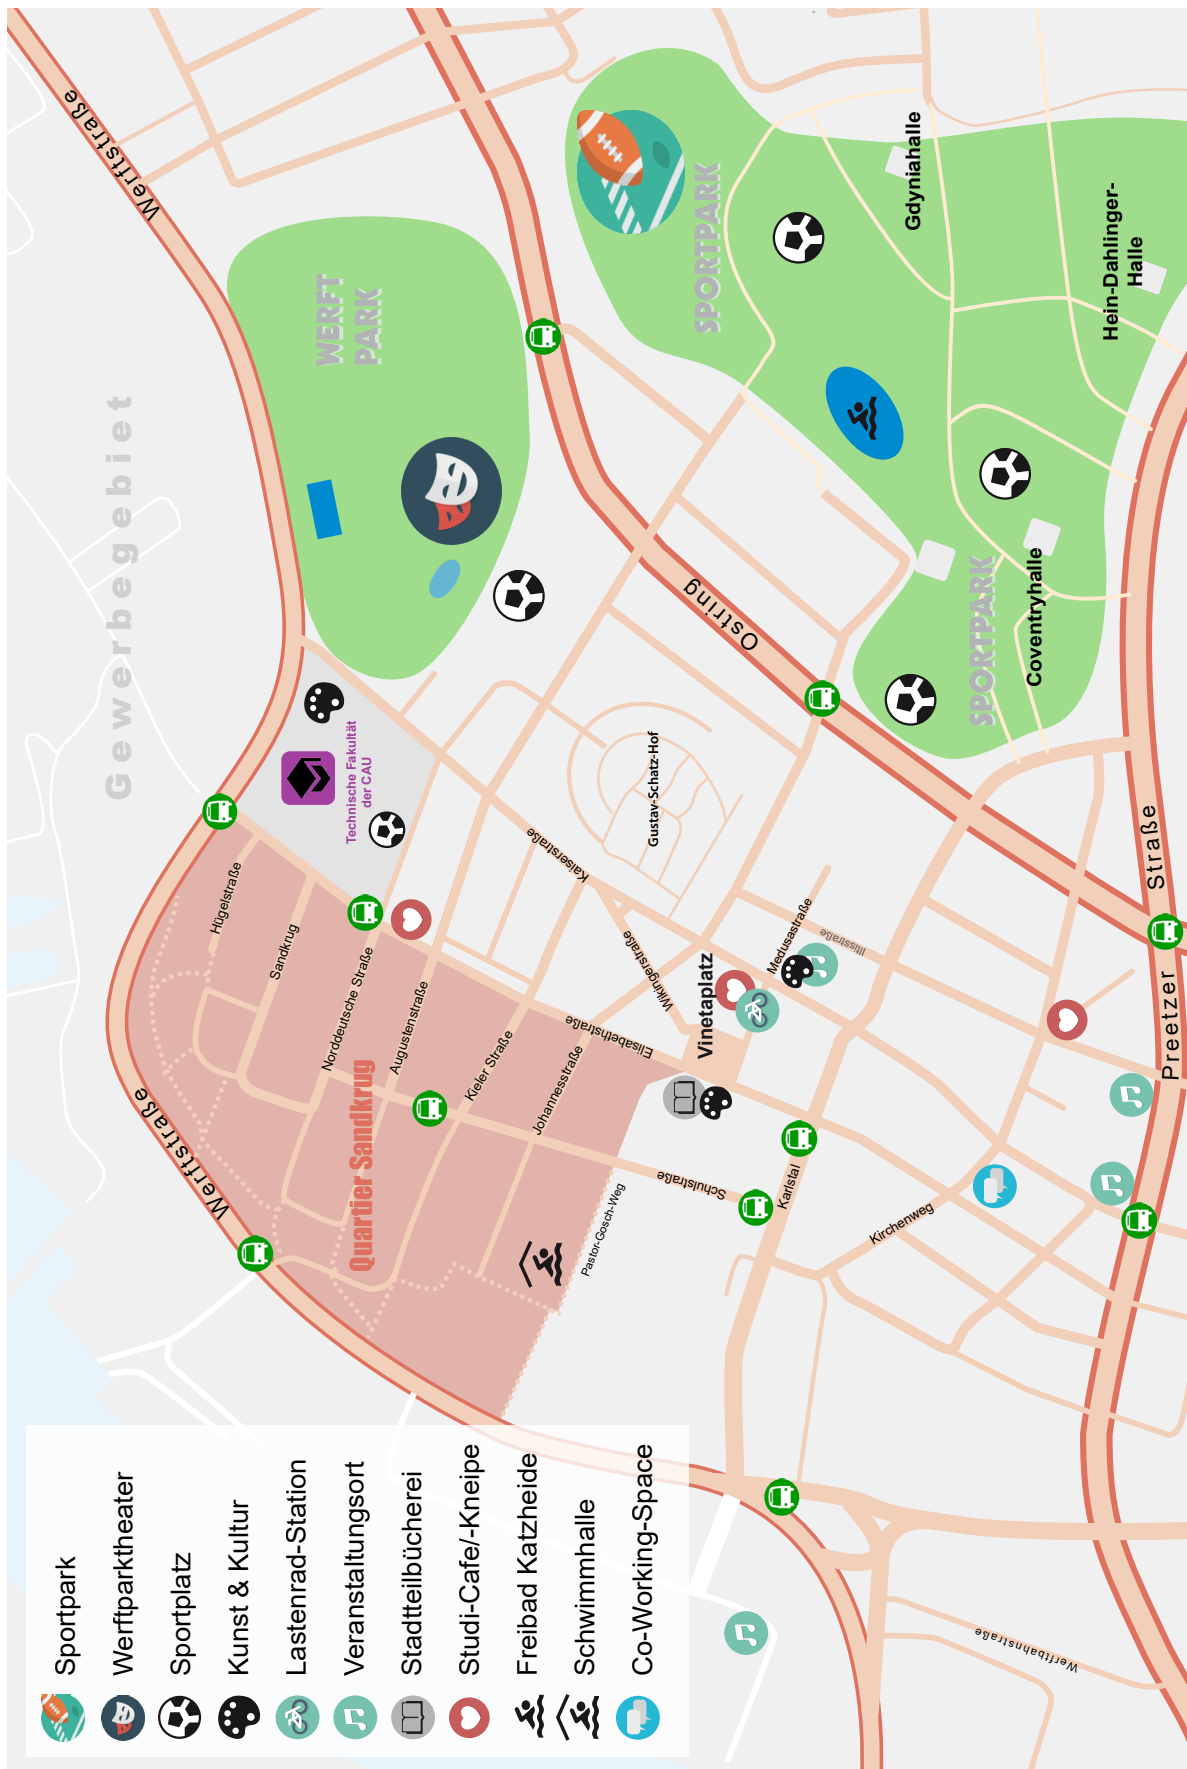 Gewerbegebiet
Werftstraße
Werftstraße
WERFT
PARK
SPORTPARK
SPORTPARK
Gdyniahalle
Hein-Dahlinger-
Halle
Coventryhalle
Ostring
Technische Fakultät
der CAU
Gustav-Schatz-Hof
Hügelstraße
Sandkrug
Norddeutsche Straße
Augustenstraße
Kieler Straße
Johannesstraße
Elisabethstraße
Wikingerstraße
Kaiserstraße
Medusastraße
Iltisstraße
Vinetaplatz
Quartier Sandkrug
Schulstraße
Pastor-Gosch-Weg
Karlstal
Kirchenweg
Preetzer Straße
Werftbahnstraße
Sportpark
Werftparktheater
Sportplatz
Kunst & Kultur
Lastenrad-Station
Veranstaltungsort
Stadtteilbücherei
Studi-Cafe/-Kneipe
Freibad Katzheide
Schwimmhalle
Co-Working-Space